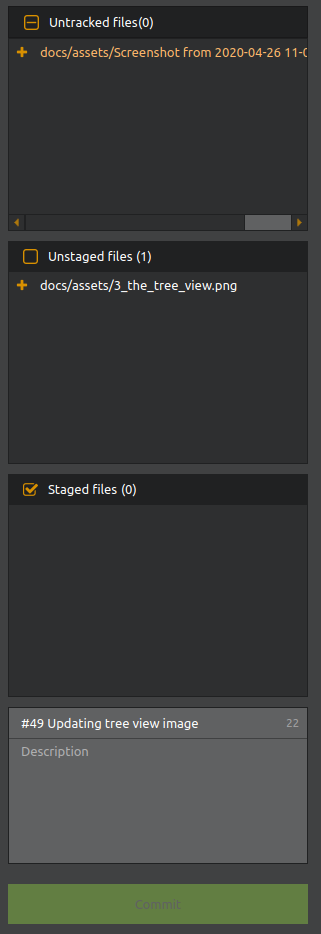 Untracked files(0)
docs/assets/Screenshot from 2020-04-26 11-0
Unstaged files (1)
docs/assets/3_the_tree_view.png
Staged files (0)
#49 Updating tree view image 22
Description
Commit